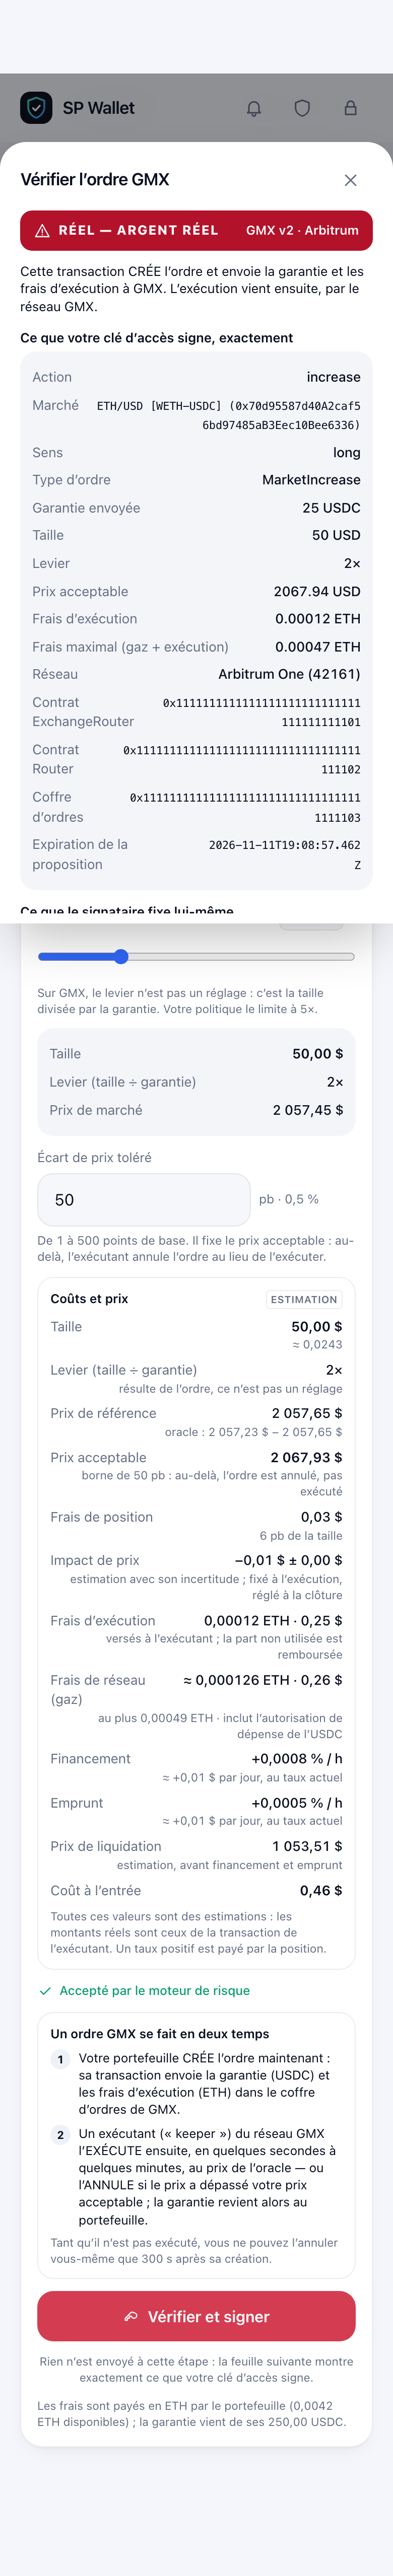 SP Wallet
Vérifier l’ordre GMX
RÉEL — ARGENT RÉEL GMX v2 · Arbitrum
Cette transaction CRÉE l’ordre et envoie la garantie et les
frais d’exécution à GMX. L’exécution vient ensuite, par le
réseau GMX.
Ce que votre clé d’accès signe, exactement
Action increase
Marché ETH/USD [WETH-USDC] (0x70d95587d40A2caf5
6bd97485aB3Eec10Bee6336)
Sens long
Type d’ordre MarketIncrease
Garantie envoyée 25 USDC
Taille 50 USD
Levier 2×
Prix acceptable 2067.94 USD
Frais d’exécution 0.00012 ETH
Frais maximal (gaz + exécution) 0.00047 ETH
Réseau Arbitrum One (42161)
Contrat 0x1111111111111111111111111111
ExchangeRouter 111111111101
Contrat 0x1111111111111111111111111111111111
Router 111102
Coffre 0x111111111111111111111111111111111
d’ordres 1111103
Expiration de la 2026-11-11T19:08:57.462
proposition Z
Ce que le signataire fixe lui-même
Sur GMX, le levier n’est pas un réglage : c’est la taille
divisée par la garantie. Votre politique le limite à 5×.
Taille 50,00 $
Levier (taille ÷ garantie) 2×
Prix de marché 2 057,45 $
Écart de prix toléré
50 pb · 0,5 %
De 1 à 500 points de base. Il fixe le prix acceptable : au-
delà, l’exécutant annule l’ordre au lieu de l’exécuter.
Coûts et prix ESTIMATION
Taille 50,00 $
≈ 0,0243
Levier (taille ÷ garantie) 2×
résulte de l’ordre, ce n’est pas un réglage
Prix de référence 2 057,65 $
oracle : 2 057,23 $ – 2 057,65 $
Prix acceptable 2 067,93 $
borne de 50 pb : au-delà, l’ordre est annulé, pas
exécuté
Frais de position 0,03 $
6 pb de la taille
Impact de prix −0,01 $ ± 0,00 $
estimation avec son incertitude ; fixé à l’exécution,
réglé à la clôture
Frais d’exécution 0,00012 ETH · 0,25 $
versés à l’exécutant ; la part non utilisée est
remboursée
Frais de réseau ≈ 0,000126 ETH · 0,26 $
(gaz)
au plus 0,00049 ETH · inclut l’autorisation de
dépense de l’USDC
Financement +0,0008 % / h
≈ +0,01 $ par jour, au taux actuel
Emprunt +0,0005 % / h
≈ +0,01 $ par jour, au taux actuel
Prix de liquidation 1 053,51 $
estimation, avant financement et emprunt
Coût à l’entrée 0,46 $
Toutes ces valeurs sont des estimations : les
montants réels sont ceux de la transaction de
l’exécutant. Un taux positif est payé par la position.
Accepté par le moteur de risque
Un ordre GMX se fait en deux temps
1 Votre portefeuille CRÉE l’ordre maintenant :
sa transaction envoie la garantie (USDC) et
les frais d’exécution (ETH) dans le coffre
d’ordres de GMX.
2 Un exécutant (« keeper ») du réseau GMX
l’EXÉCUTE ensuite, en quelques secondes à
quelques minutes, au prix de l’oracle — ou
l’ANNULE si le prix a dépassé votre prix
acceptable ; la garantie revient alors au
portefeuille.
Tant qu’il n’est pas exécuté, vous ne pouvez l’annuler
vous-même que 300 s après sa création.
Vérifier et signer
Rien n’est envoyé à cette étape : la feuille suivante montre
exactement ce que votre clé d’accès signe.
Les frais sont payés en ETH par le portefeuille (0,0042
ETH disponibles) ; la garantie vient de ses 250,00 USDC.